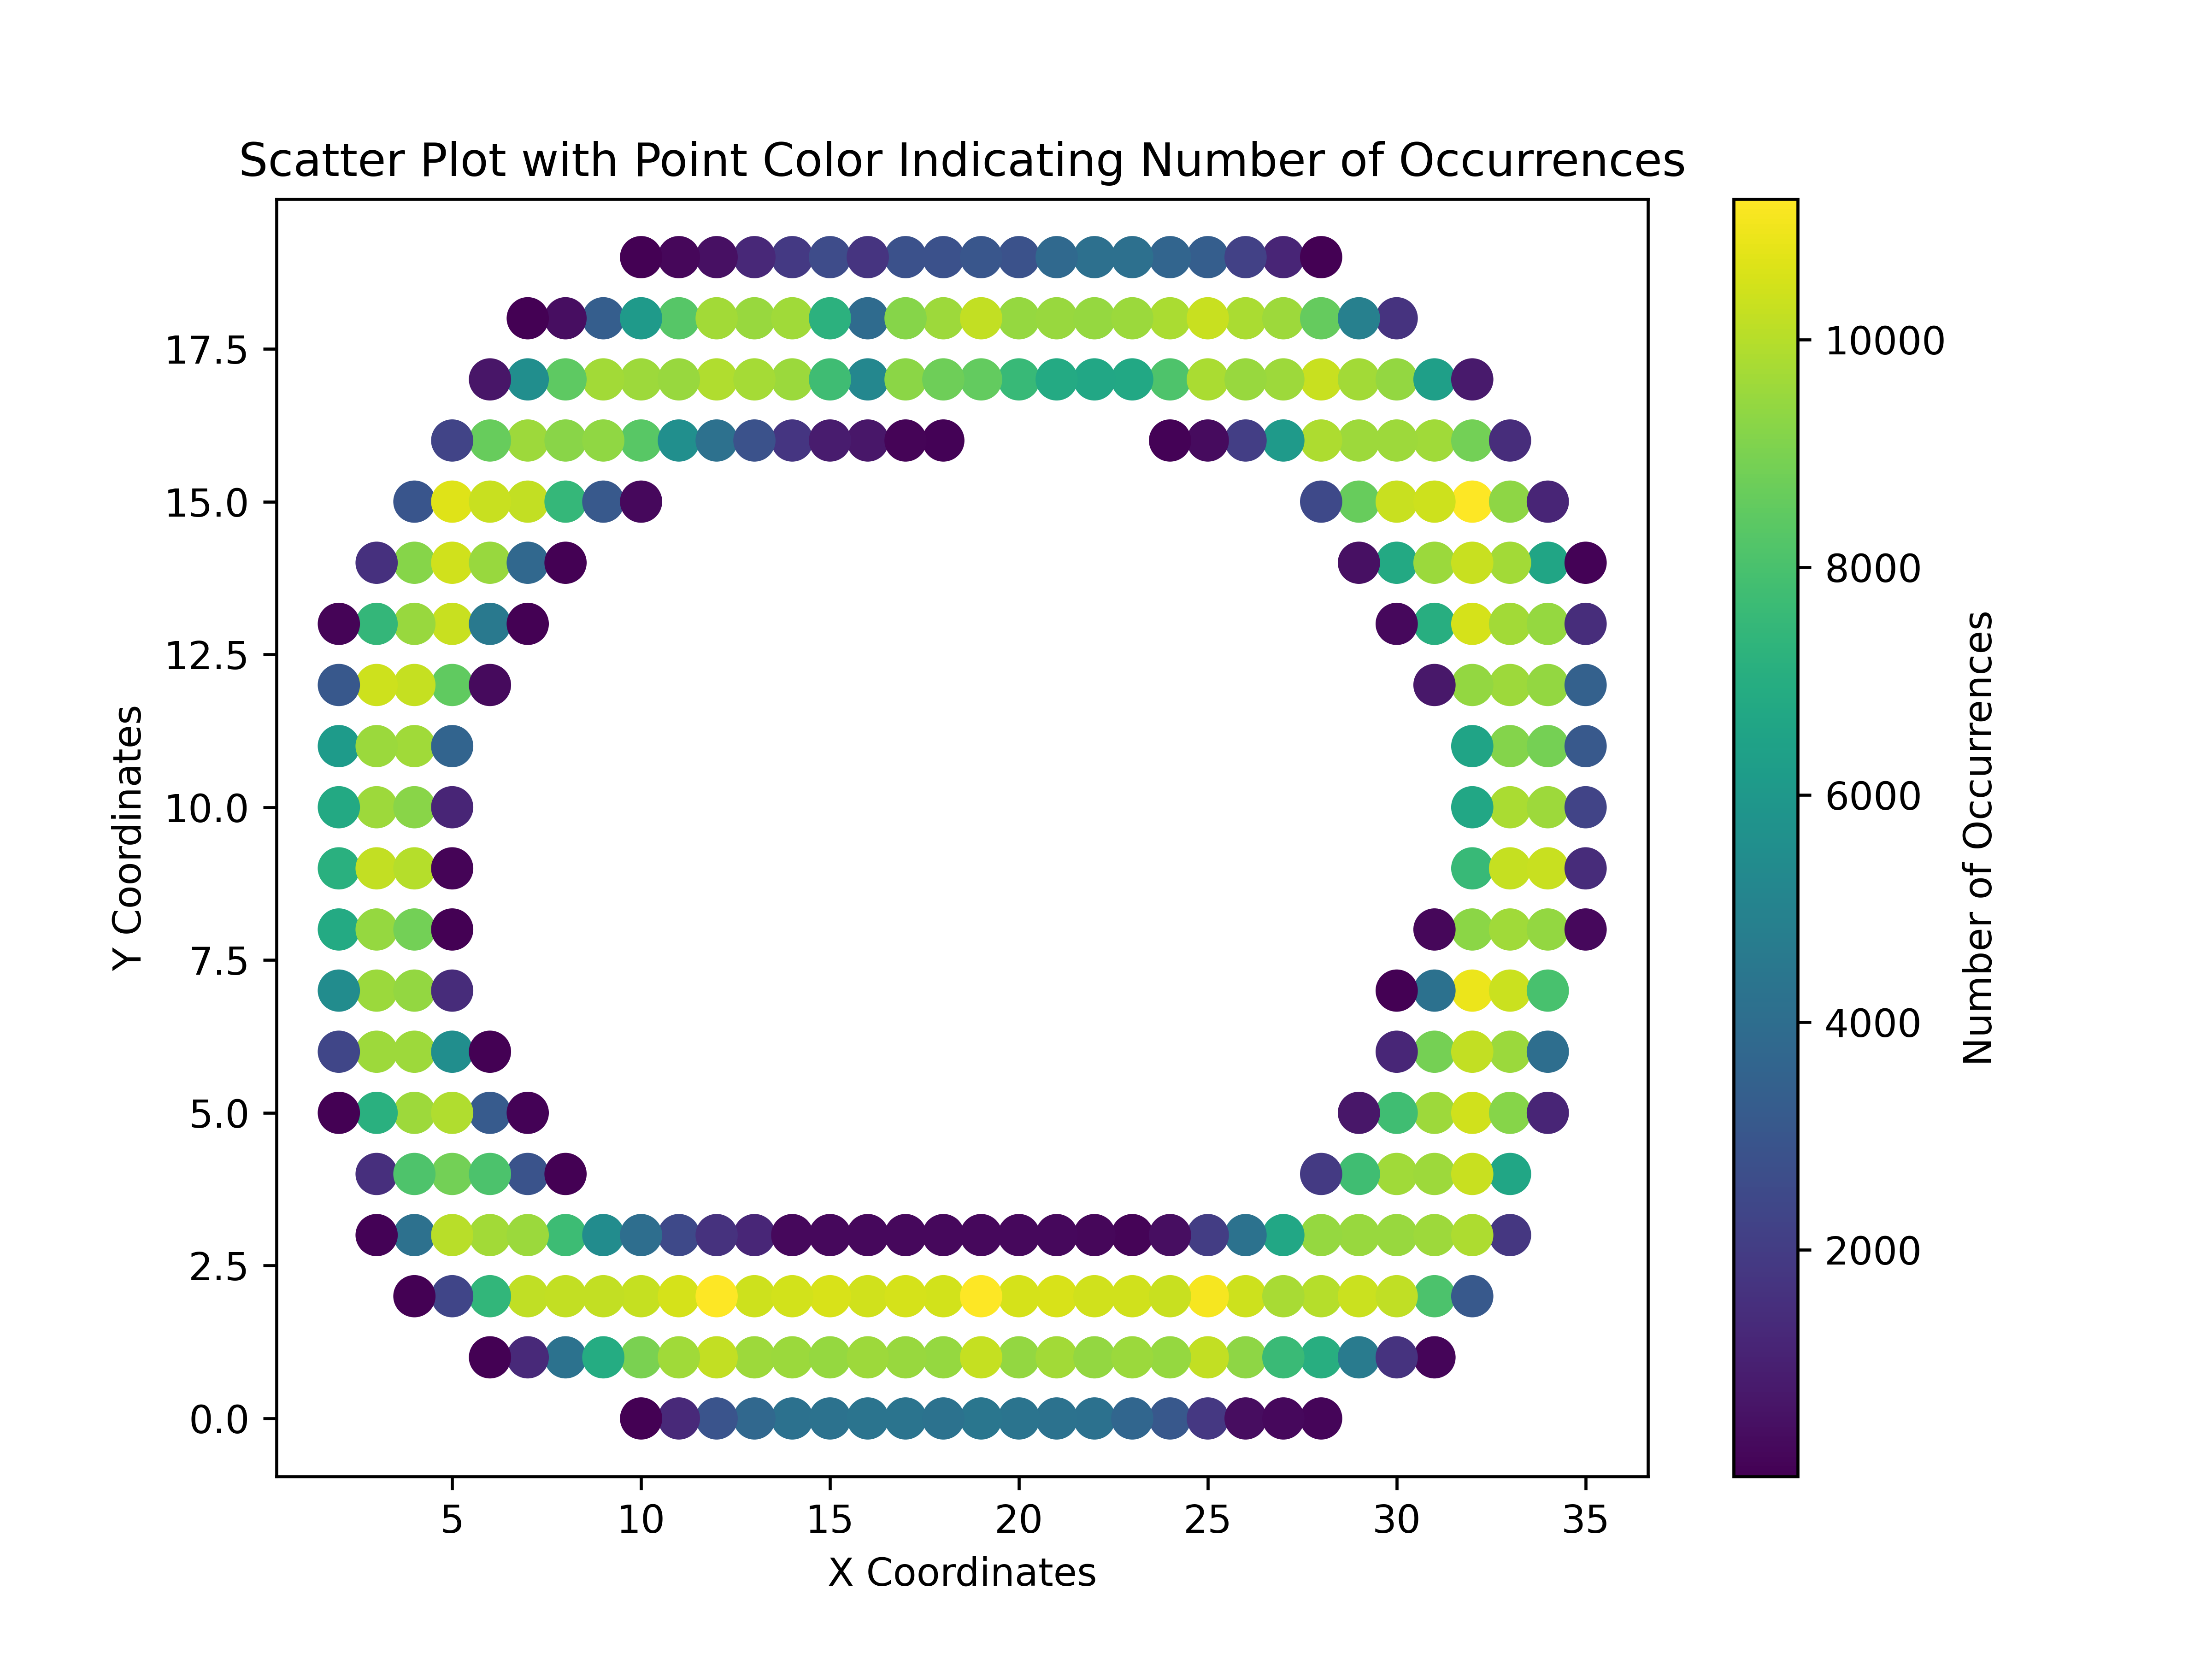 Scatter Plot with Point Color Indicating Number of Occurrences
17.5
15.0
12.5
10.0
7.5
5.0
2.5
0.0
Y Coordinates
5 10 15 20 25 30 35
X Coordinates
10000
8000
6000
4000
2000
Number of Occurrences